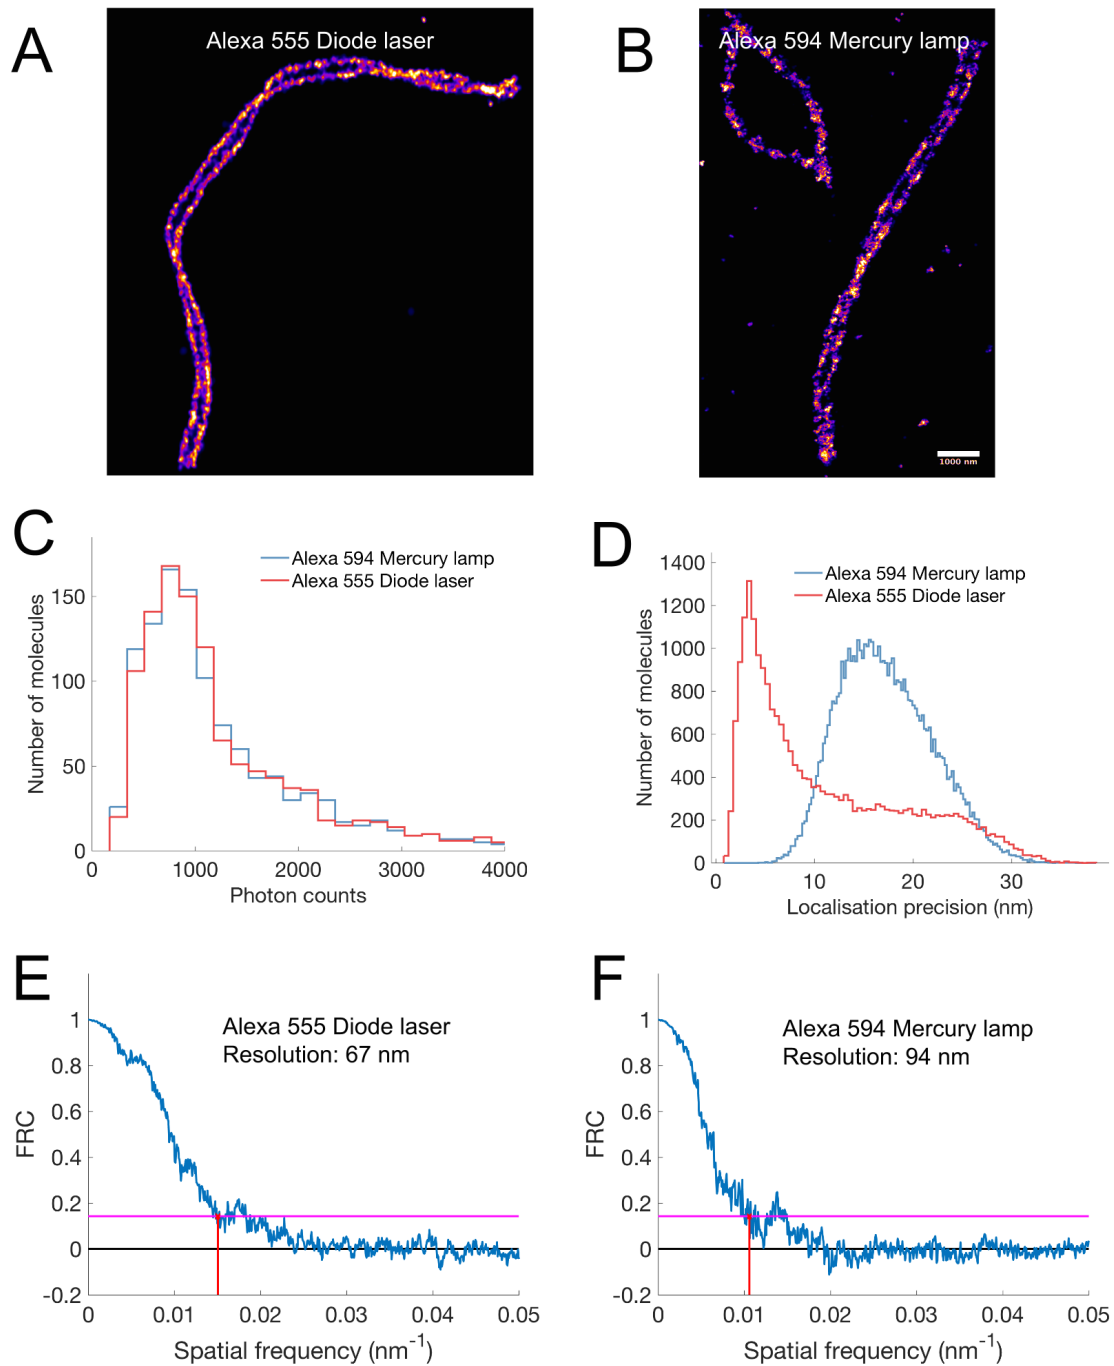 A
Alexa 555 Diode laser
B
Alexa 594 Mercury lamp
1000 nm
C
Alexa 594 Mercury lamp
Alexa 555 Diode laser
Number of molecules
150
100
50
0
0
1000
2000
3000
4000
Photon counts
D
Alexa 594 Mercury lamp
Alexa 555 Diode laser
Number of molecules
1400
1200
1000
800
600
400
200
0
0
10
20
30
Localisation precision (nm)
E
Alexa 555 Diode laser
Resolution: 67 nm
FRC
1
0.8
0.6
0.4
0.2
0
-0.2
0
0.01
0.02
0.03
0.04
0.05
Spatial frequency (nm⁻¹)
F
Alexa 594 Mercury lamp
Resolution: 94 nm
FRC
1
0.8
0.6
0.4
0.2
0
-0.2
0
0.01
0.02
0.03
0.04
0.05
Spatial frequency (nm⁻¹)